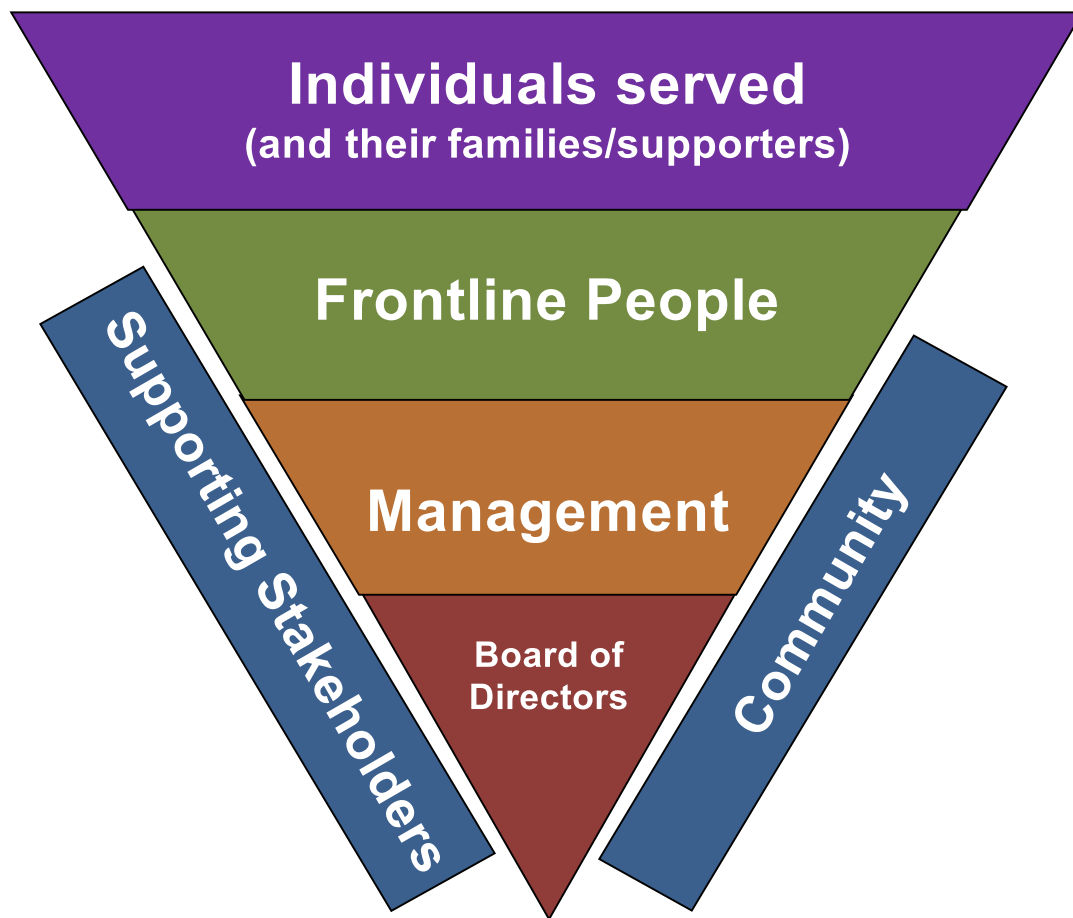 Individuals served
(and their families/supporters)
Frontline People
Management
Board of
Directors
Supporting Stakeholders
Community